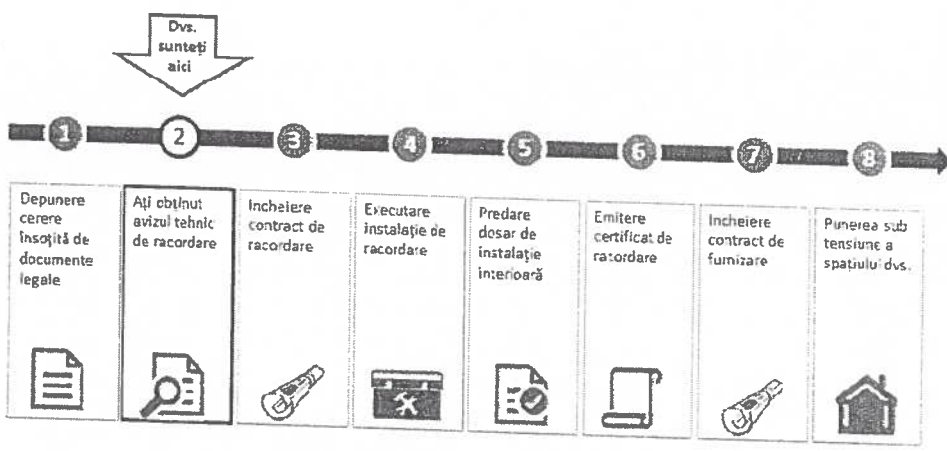 Dvs.
sunteți
aici
1
2
3
4
5
6
7
8
Depunere
cerere
însoțită de
documente
legale
Ați obținut
avizul tehnic
de racordare
Incheiere
contract de
racordare
Executare
instalație de
racordare
Predare
dosar de
instalație
interioară
Emitere
certificat de
racordare
Incheiere
contract de
furnizare
Punerea sub
tensiune a
spațiului dvs.